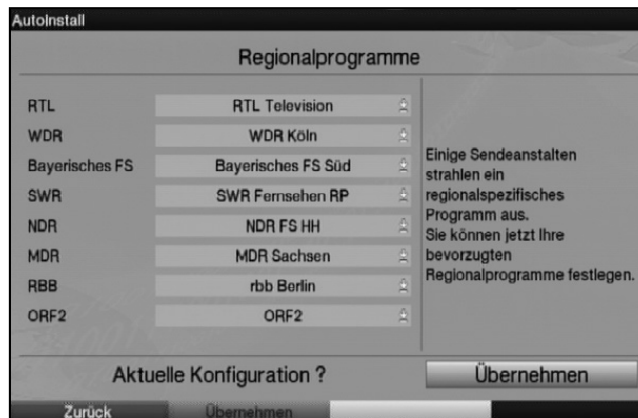 AutoInstall
Regionalprogramme
RTL RTL Television
WDR WDR Köln
Bayerisches FS Bayerisches FS Süd
SWR SWR Fernsehen RP
NDR NDR FS HH
MDR MDR Sachsen
RBB rbb Berlin
ORF2 ORF2
Einige Sendeanstalten
strahlen ein
regionalspezifisches
Programm aus.
Sie können jetzt Ihre
bevorzugten
Regionalprogramme festlegen.
Aktuelle Konfiguration ? Übernehmen
Zurück Übernehmen